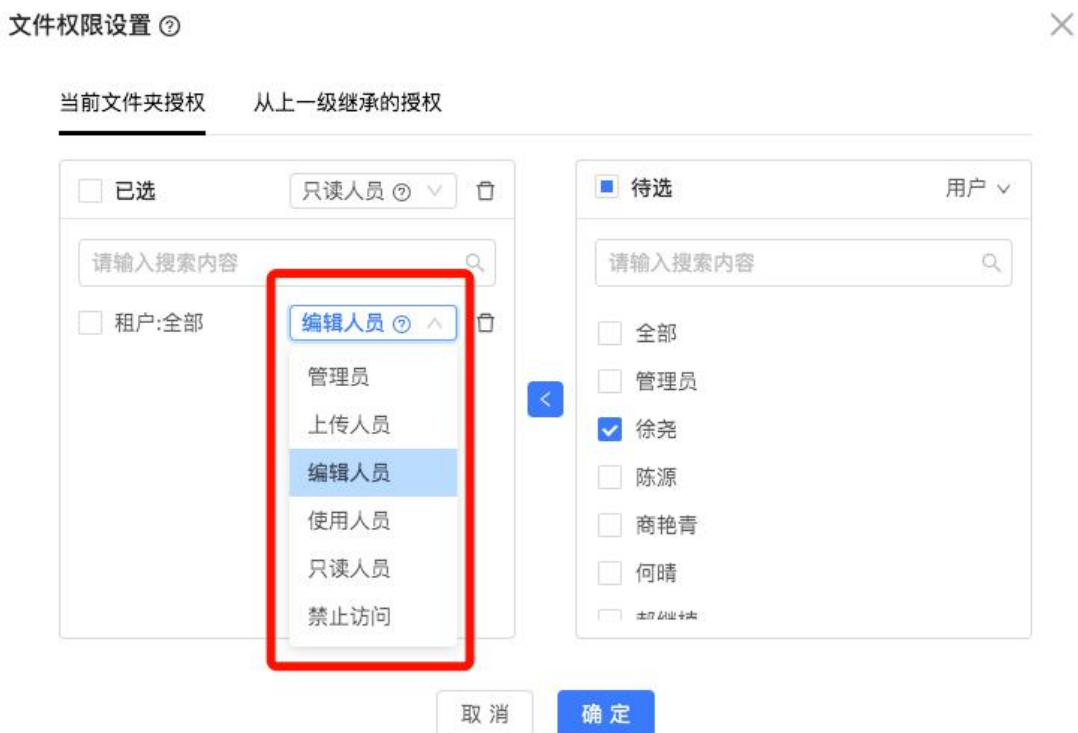 文件权限设置
当前文件夹授权 从上一级继承的授权
已选 只读人员
待选 用户
请输入搜索内容
请输入搜索内容
租户:全部 编辑人员
管理员
上传人员
编辑人员
使用人员
只读人员
禁止访问
全部
管理员
徐尧
陈源
商艳青
何晴
取消 确定